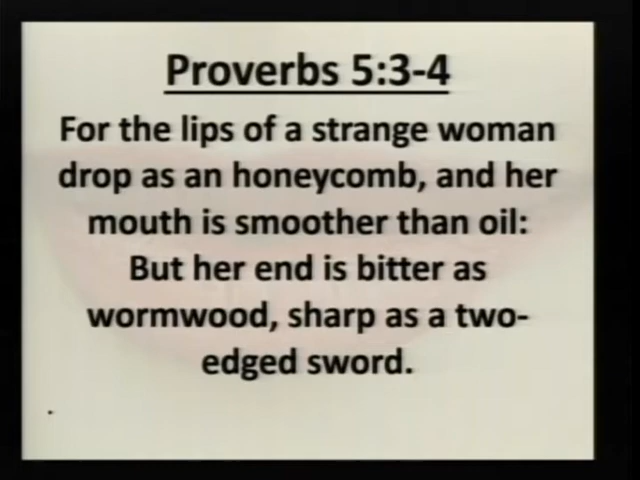 Proverbs 5:3-4
For the lips of a strange woman
drop as an honeycomb, and her
mouth is smoother than oil:
But her end is bitter as
wormwood, sharp as a two-
edged sword.